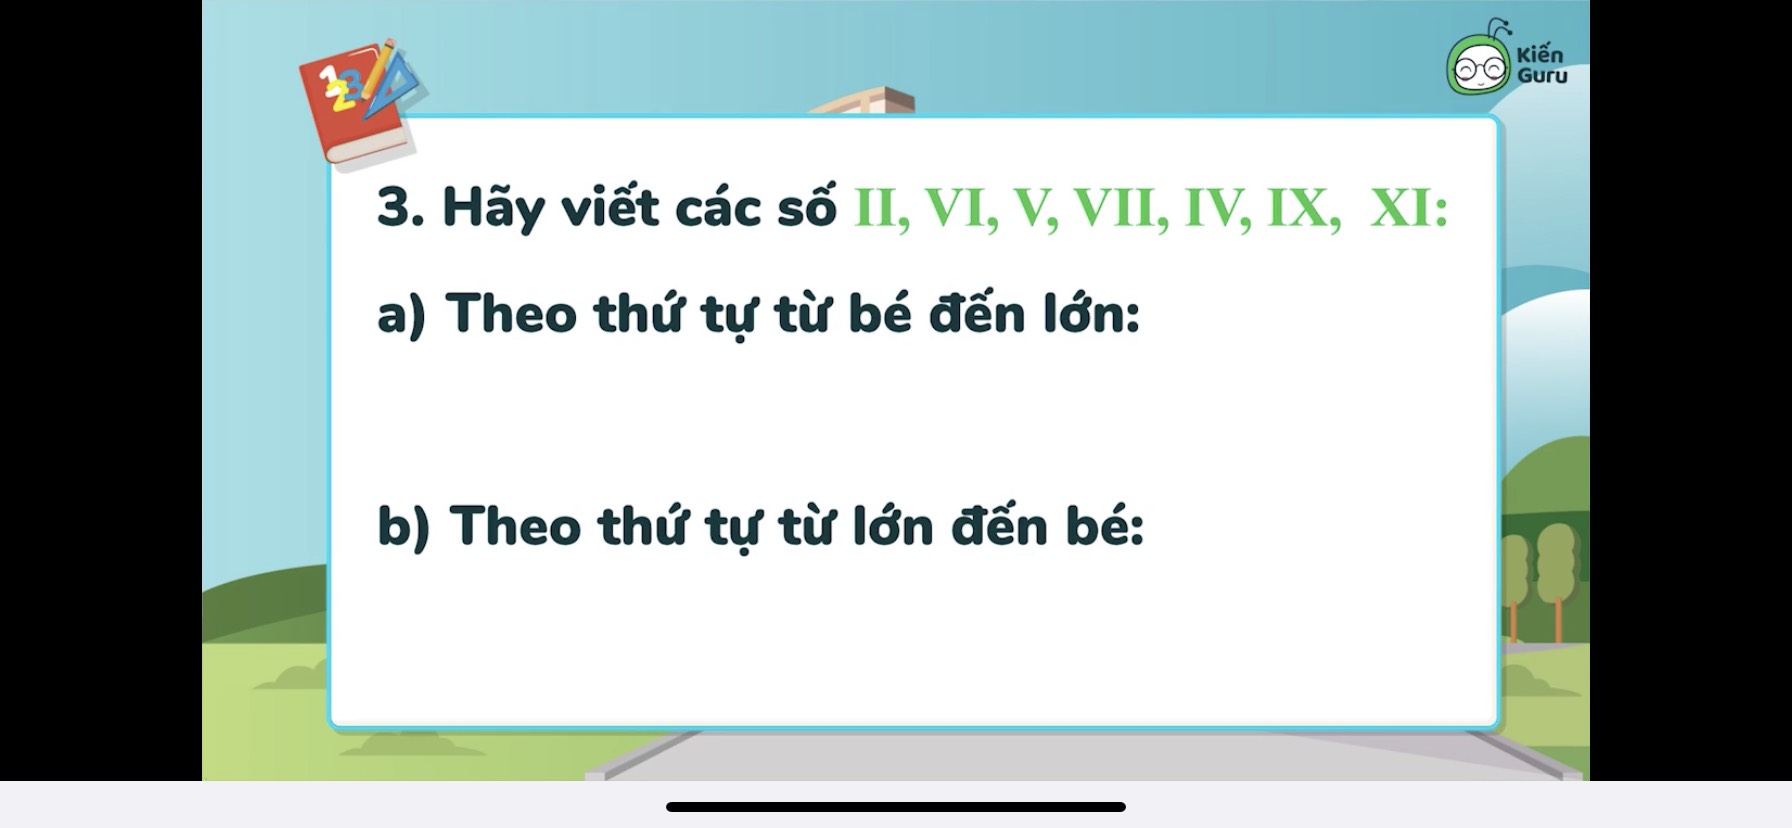 Kiến
Guru
123
3. Hãy viết các số II, VI, V, VII, IV, IX, XI:
a) Theo thứ tự từ bé đến lớn:
b) Theo thứ tự từ lớn đến bé: